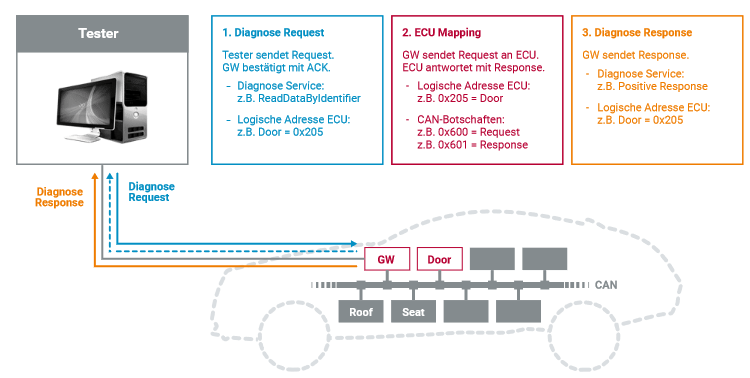 Tester
1. Diagnose Request
Tester sendet Request.
GW bestätigt mit ACK.
- Diagnose Service:
z.B. ReadDataByIdentifier
- Logische Adresse ECU:
z.B. Door = 0x205
2. ECU Mapping
GW sendet Request an ECU.
ECU antwortet mit Response.
- Logische Adresse ECU:
z.B. 0x205 = Door
- CAN-Botschaften:
z.B. 0x600 = Request
z.B. 0x601 = Response
3. Diagnose Response
GW sendet Response.
- Diagnose Service:
z.B. Positive Response
- Logische Adresse ECU:
z.B. Door = 0x205
Diagnose
Response
Diagnose
Request
GW
Door
CAN
Roof
Seat